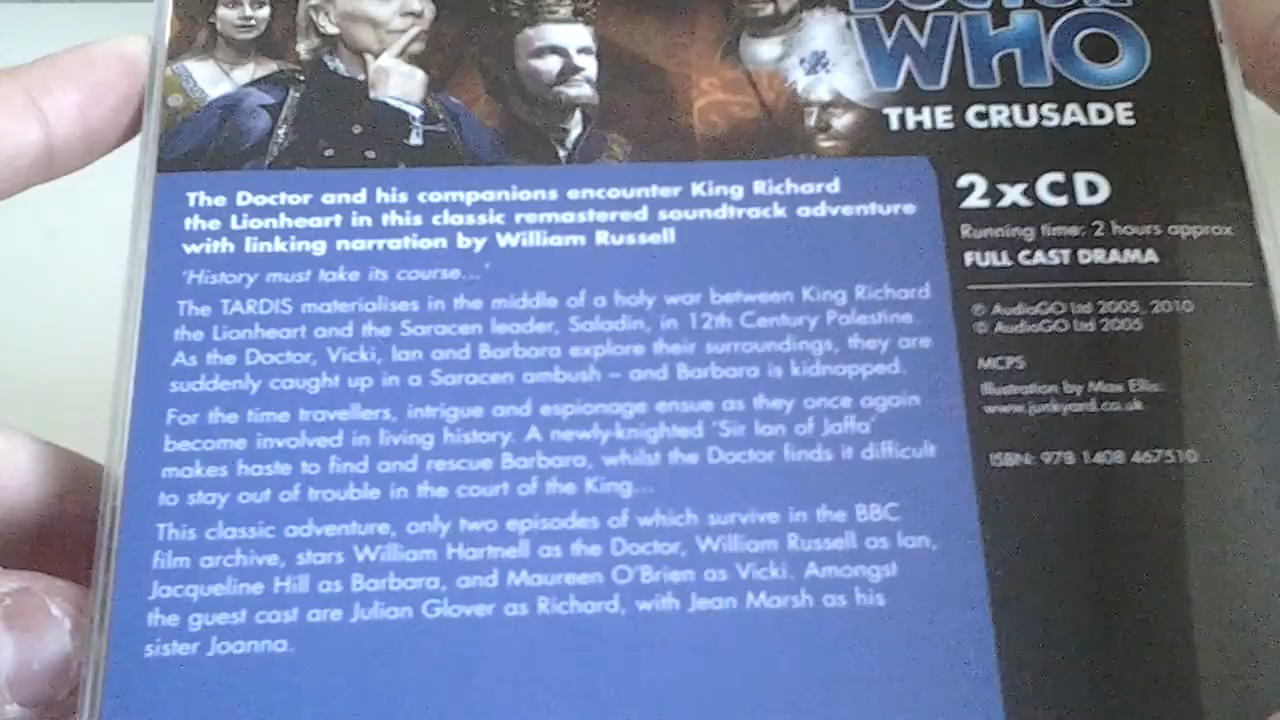 DOCTOR
WHO
THE CRUSADE
The Doctor and his companions encounter King Richard
the Lionheart in this classic remastered soundtrack adventure
with linking narration by William Russell
'History must take its course...'
The TARDIS materialises in the middle of a holy war between King Richard
the Lionheart and the Saracen leader, Saladin, in 12th Century Palestine.
As the Doctor, Vicki, Ian and Barbara explore their surroundings, they are
suddenly caught up in a Saracen ambush – and Barbara is kidnapped.
For the time travellers, intrigue and espionage ensue as they once again
become involved in living history. A newly-knighted 'Sir Ian of Jaffa'
makes haste to find and rescue Barbara, whilst the Doctor finds it difficult
to stay out of trouble in the court of the King...
This classic adventure, only two episodes of which survive in the BBC
film archive, stars William Hartnell as the Doctor, William Russell as Ian,
Jacqueline Hill as Barbara, and Maureen O'Brien as Vicki. Amongst
the guest cast are Julian Glover as Richard, with Jean Marsh as his
sister Joanna.
2xCD
Running time: 2 hours approx
FULL CAST DRAMA
© AudioGO Ltd 2005, 2010
© AudioGO Ltd 2005
MCPS
Illustration by Max Ellis:
www.junkyard.co.uk
ISBN: 978 1408 467510